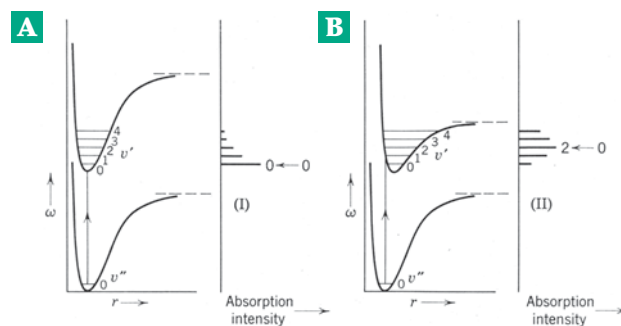 A
4
3
2
1
0
v′
0 ← 0
ω
(I)
0
v″
r
Absorption
intensity
B
4
3
2
1
0
v′
2 ← 0
ω
(II)
0
v″
r
Absorption
intensity